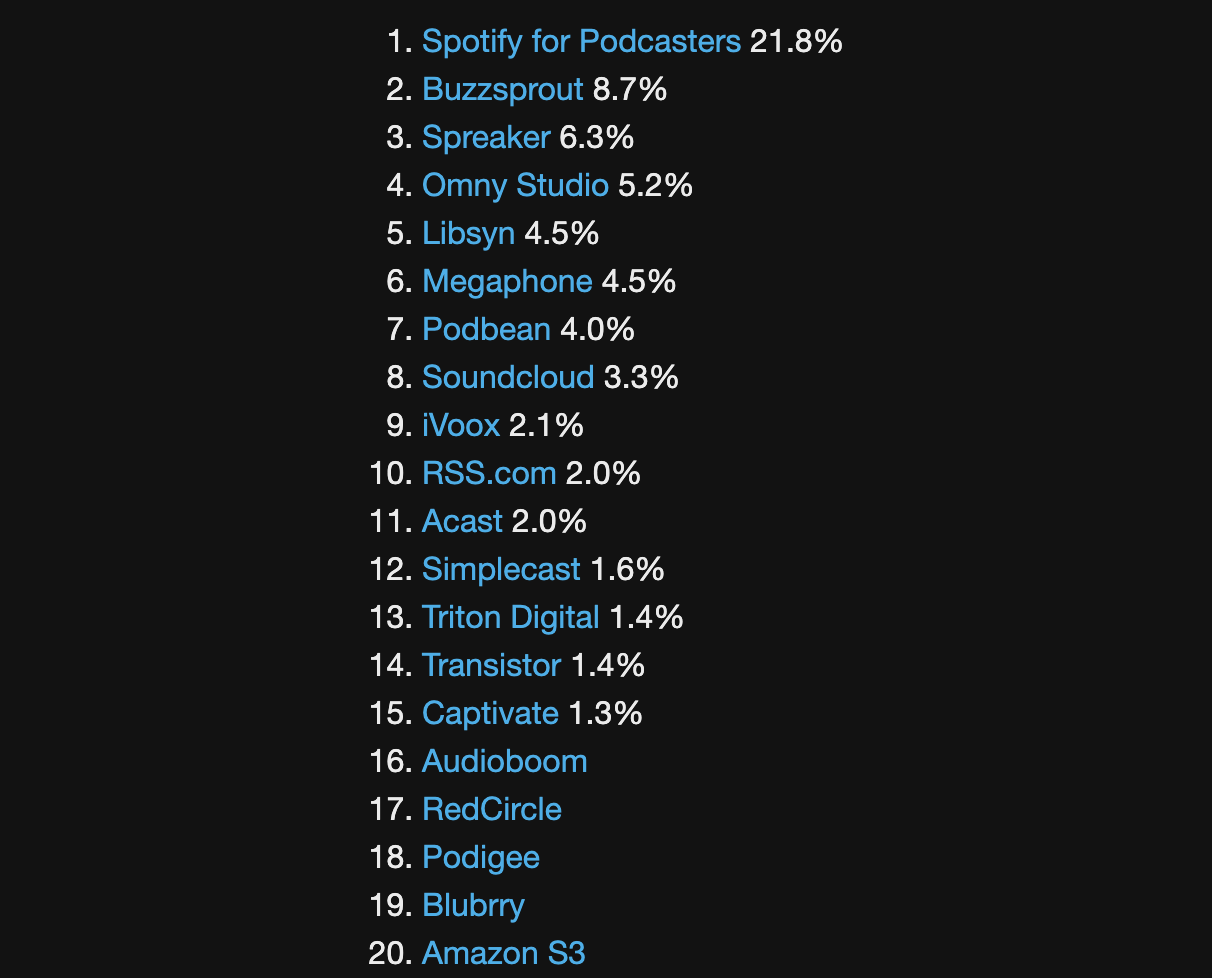 1. Spotify for Podcasters 21.8%
2. Buzzsprout 8.7%
3. Spreaker 6.3%
4. Omny Studio 5.2%
5. Libsyn 4.5%
6. Megaphone 4.5%
7. Podbean 4.0%
8. Soundcloud 3.3%
9. iVoox 2.1%
10. RSS.com 2.0%
11. Acast 2.0%
12. Simplecast 1.6%
13. Triton Digital 1.4%
14. Transistor 1.4%
15. Captivate 1.3%
16. Audioboom
17. RedCircle
18. Podigee
19. Blubrry
20. Amazon S3